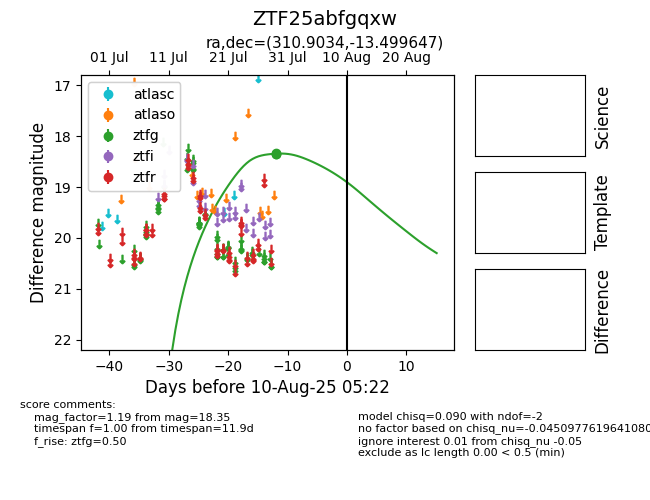 ZTF25abfgqxw
ra,dec=(310.9034,-13.499647)
01 Jul 11 Jul 21 Jul 31 Jul 10 Aug 20 Aug
17
18
19
20
21
22
Difference magnitude
atlasc
atlaso
ztfg
ztfi
ztfr
−40 −30 −20 −10 0 10
Days before 10-Aug-25 05:22
Science
Template
Difference
score comments:
mag_factor=1.19 from mag=18.35
timespan f=1.00 from timespan=11.9d
f_rise: ztfg=0.50
model chisq=0.090 with ndof=-2
no factor based on chisq_nu=-0.0450977619641080
ignore interest 0.01 from chisq_nu -0.05
exclude as lc length 0.00 < 0.5 (min)